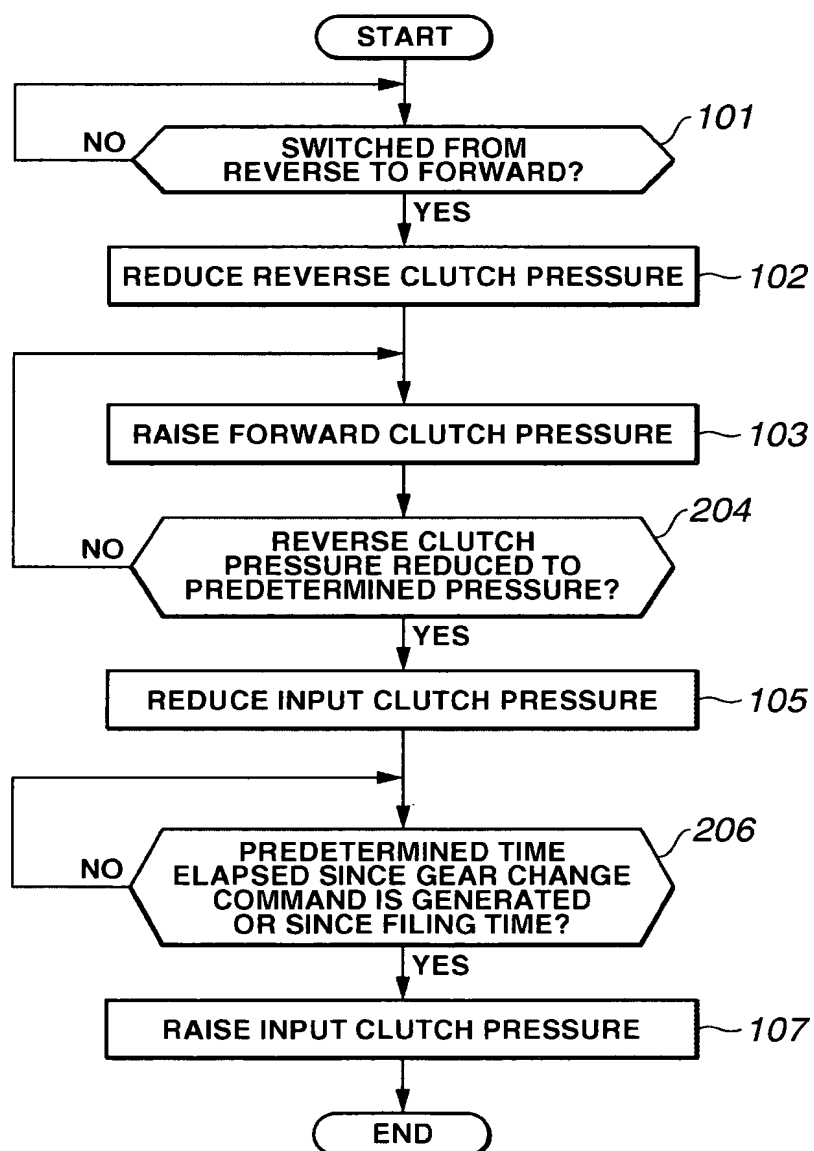 START
NO
101
SWITCHED FROM
REVERSE TO FORWARD?
YES
REDUCE REVERSE CLUTCH PRESSURE
102
RAISE FORWARD CLUTCH PRESSURE
103
204
NO
REVERSE CLUTCH
PRESSURE REDUCED TO
PREDETERMINED PRESSURE?
YES
REDUCE INPUT CLUTCH PRESSURE
105
206
NO
PREDETERMINED TIME
ELAPSED SINCE GEAR CHANGE
COMMAND IS GENERATED
OR SINCE FILING TIME?
YES
RAISE INPUT CLUTCH PRESSURE
107
END